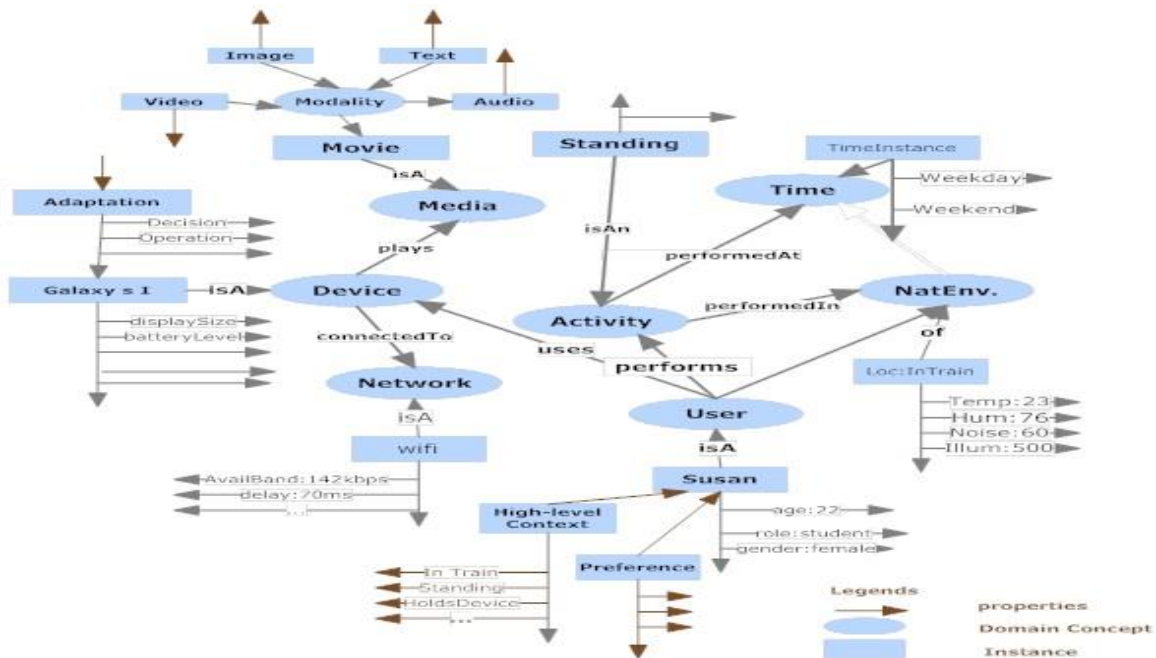 Image
Text
Video
Modality
Audio
Movie
Standing
TimeInstance
isA
Time
Weekday
Adaptation
Media
Weekend
Decision
Operation
isAn
plays
performedAt
Galaxy s I
isA
Device
NatEnv.
performedIn
displaySize
Activity
batteryLevel
connectedTo
of
uses
performs
Network
Loc:InTrain
isA
User
Temp:23
Hum:76
wifi
Noise:60
isA
Illum:500
AvailBand:142kbps
Susan
delay:70ms
...
High-level
Context
age:22
role:student
gender:female
In Train
Preference
Standing
HoldsDevice
...
Legends
properties
Domain Concept
Instance